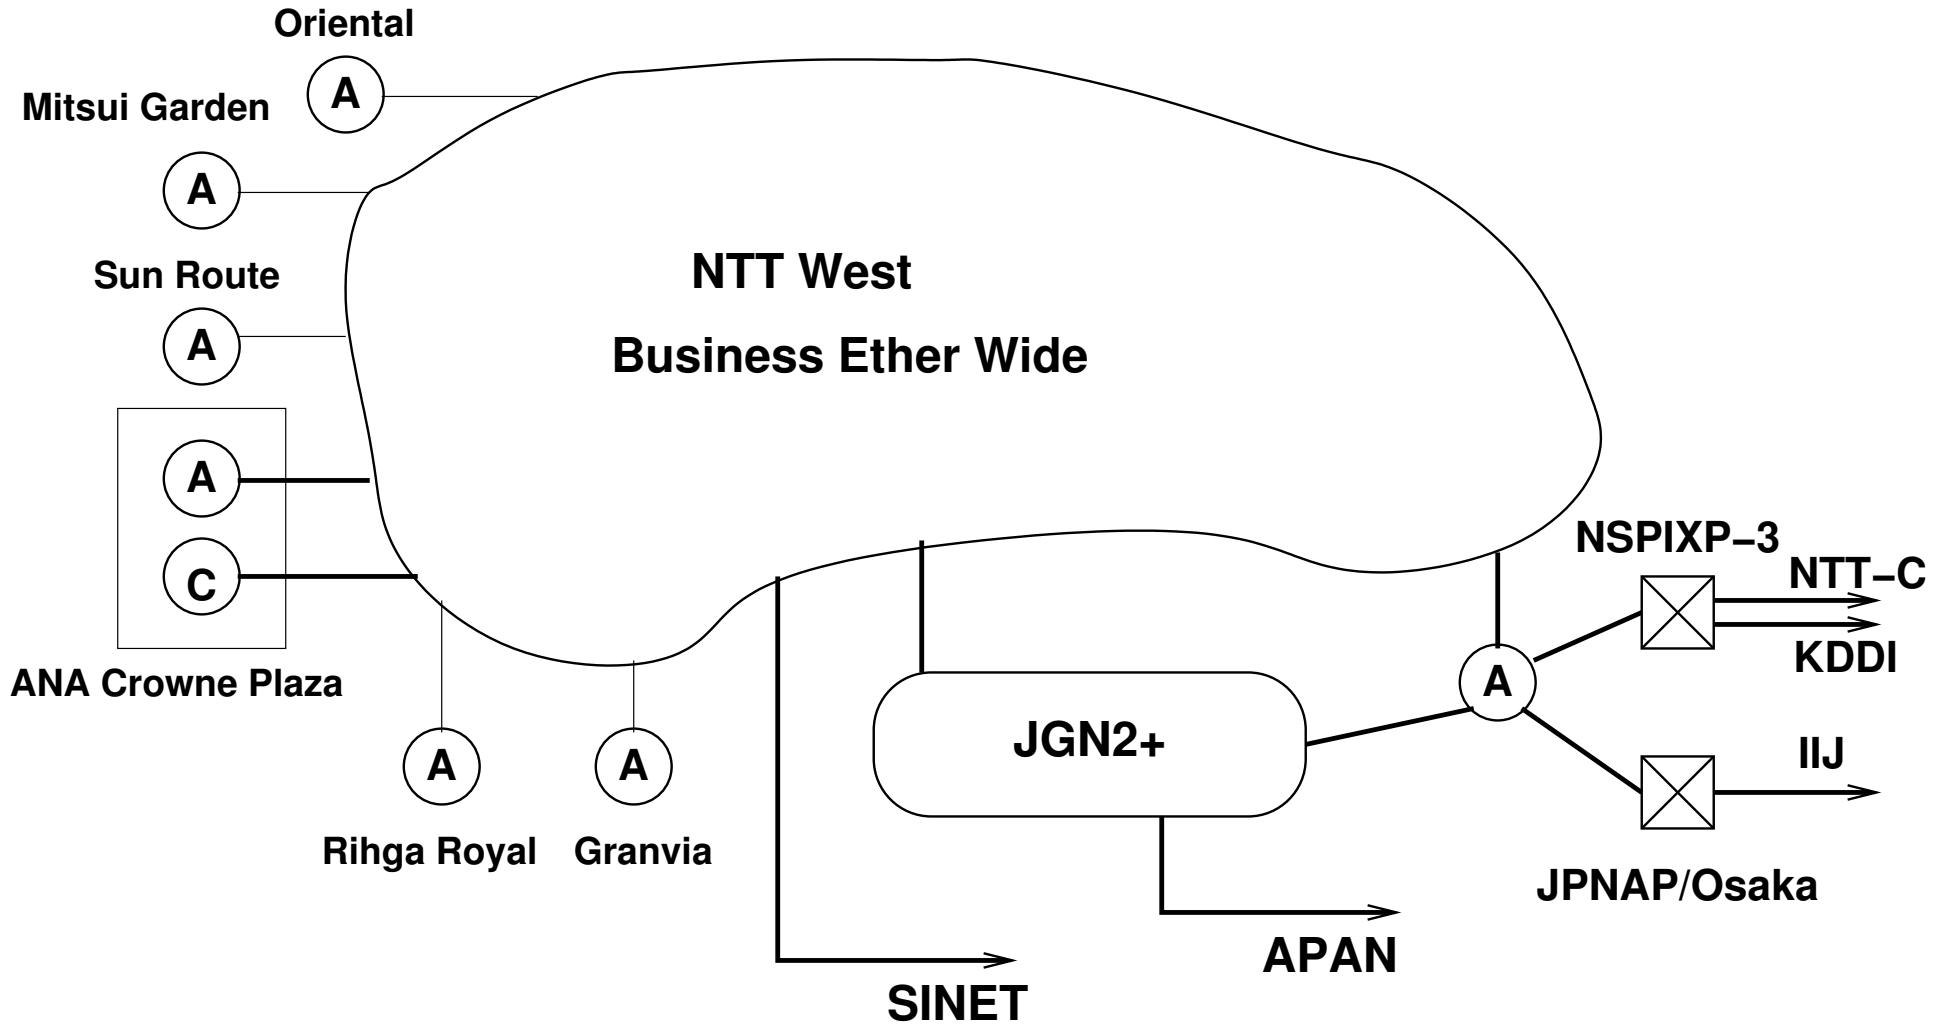 Oriental
A
Mitsui Garden
A
Sun Route
A
NTT West
Business Ether Wide
A
C
ANA Crowne Plaza
A
Rihga Royal
A
Granvia
JGN2+
A
NSPIXP–3
NTT–C
KDDI
IIJ
JPNAP/Osaka
APAN
SINET